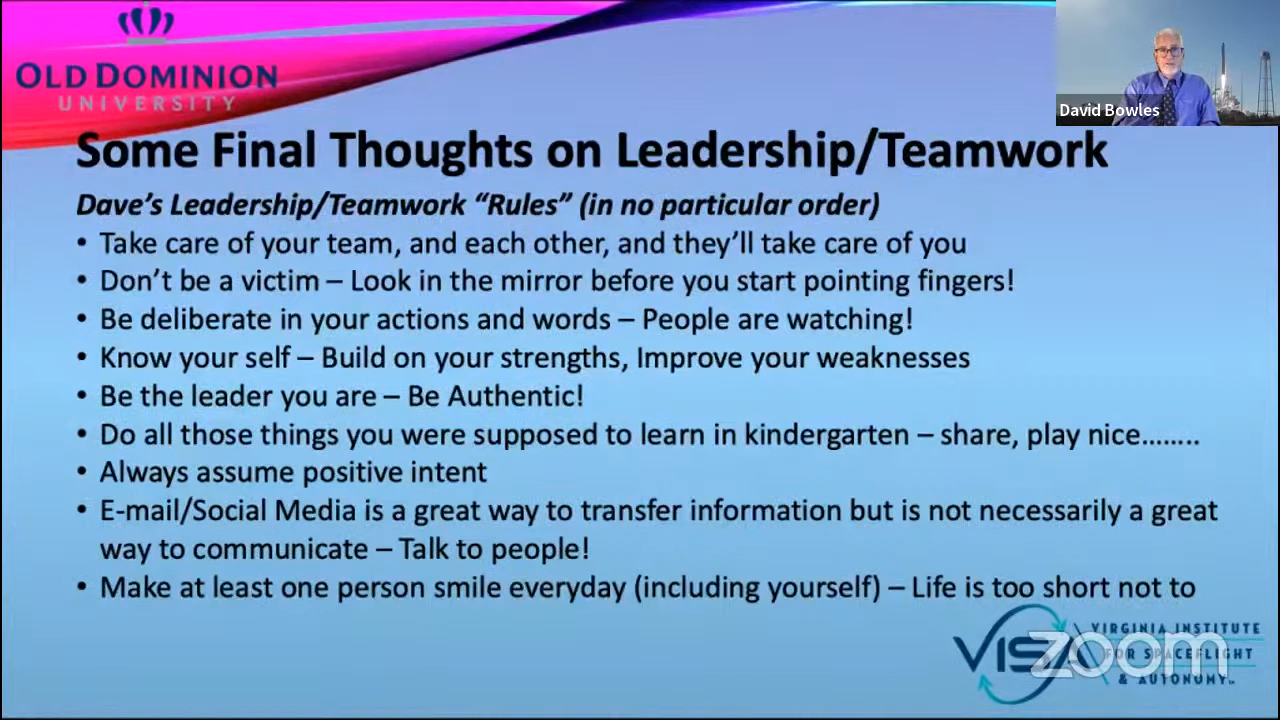 OLD DOMINION
UNIVERSITY
David Bowles
Some Final Thoughts on Leadership/Teamwork
Dave's Leadership/Teamwork “Rules” (in no particular order)
• Take care of your team, and each other, and they'll take care of you
• Don't be a victim – Look in the mirror before you start pointing fingers!
• Be deliberate in your actions and words – People are watching!
• Know your self – Build on your strengths, Improve your weaknesses
• Be the leader you are – Be Authentic!
• Do all those things you were supposed to learn in kindergarten – share, play nice……..
• Always assume positive intent
• E-mail/Social Media is a great way to transfer information but is not necessarily a great
way to communicate – Talk to people!
• Make at least one person smile everyday (including yourself) – Life is too short not to
VISA
VIRGINIA INSTITUTE
FOR SPACEFLIGHT
& AUTONOMY
zoom